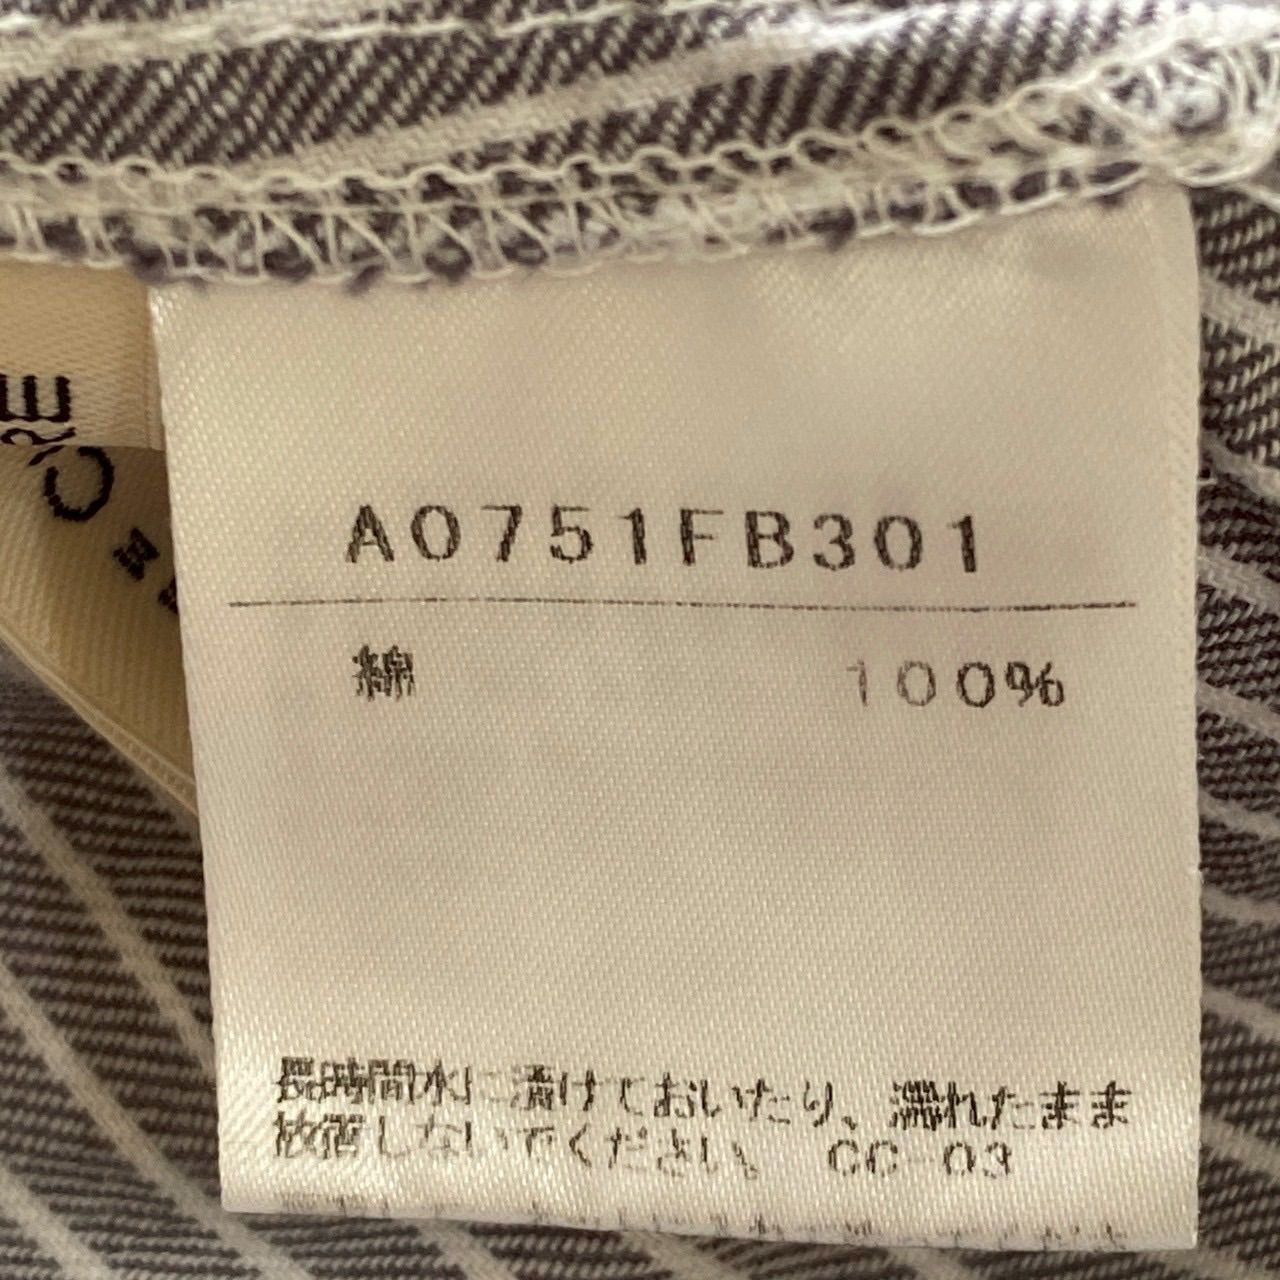 A0751FB301
綿 100%
長時間水に漬けておいたり、濡れたまま
放置しないでください。 CC-03